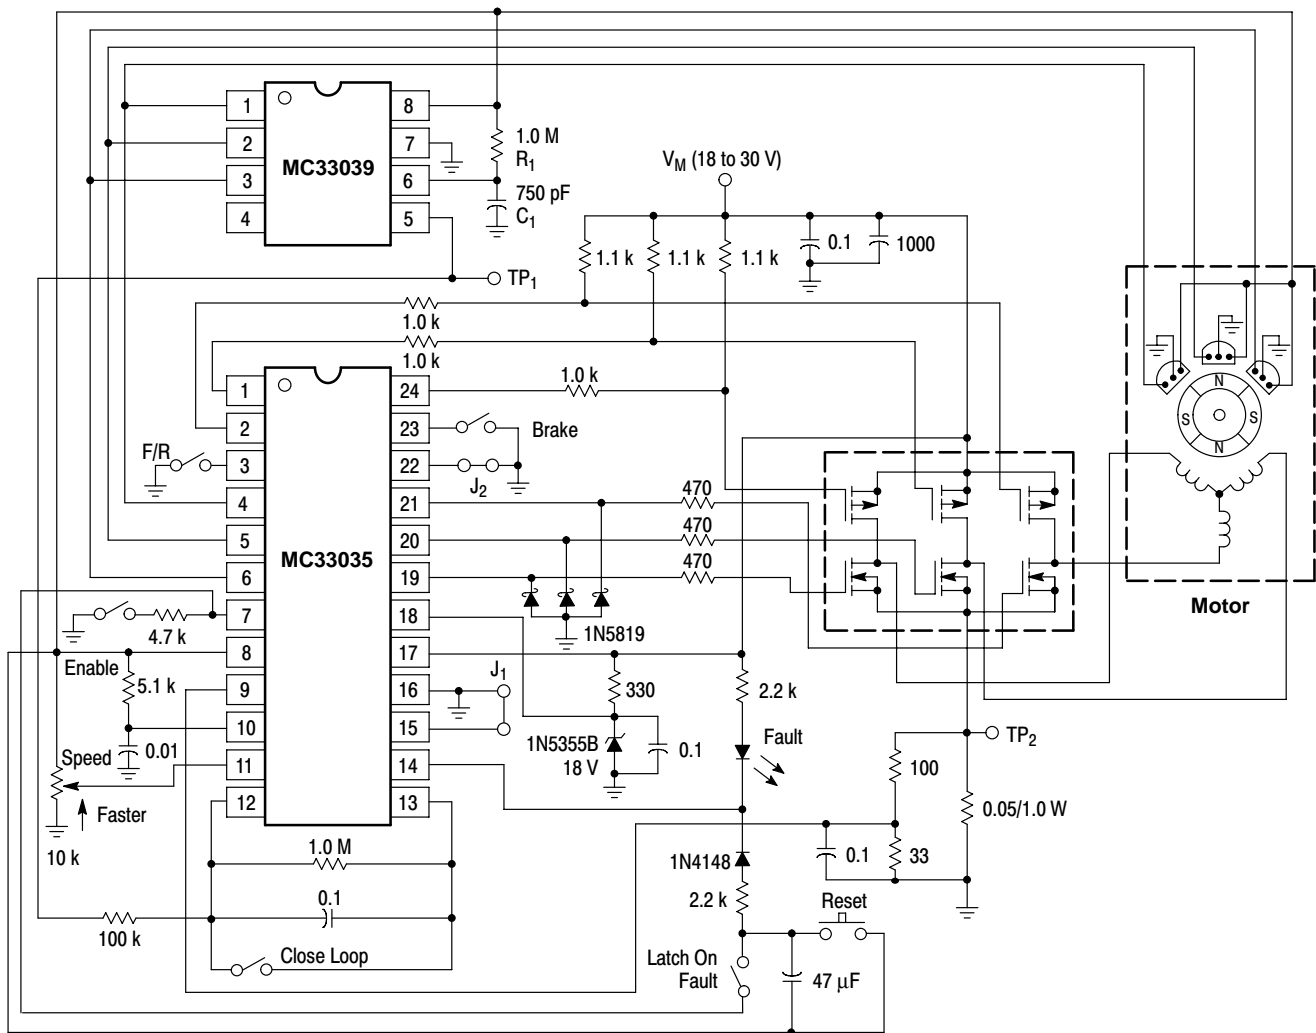 1
2
3
4
MC33039
8
7
6
5
1.0 M
R1
750 pF
C1
VM (18 to 30 V)
1.1 k
1.1 k
1.1 k
0.1
1000
TP1
1.0 k
1.0 k
1.0 k
1
2
3
4
5
6
7
8
9
10
11
12
MC33035
24
23
22
21
20
19
18
17
16
15
14
13
F/R
Brake
J2
470
470
470
1N5819
N
S
S
N
Motor
4.7 k
Enable
5.1 k
0.01
Speed
Faster
10 k
J1
330
1N5355B
18 V
0.1
2.2 k
Fault
TP2
100
0.05/1.0 W
33
0.1
1N4148
2.2 k
Reset
1.0 M
0.1
100 k
Close Loop
Latch On
Fault
47 μF